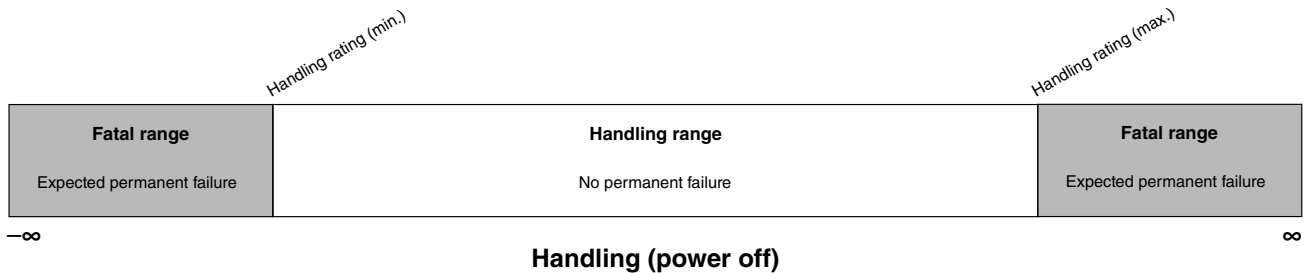 Handling rating (min.)
Handling rating (max.)
Fatal range
Handling range
Fatal range
Expected permanent failure
No permanent failure
Expected permanent failure
–∞
∞
Handling (power off)